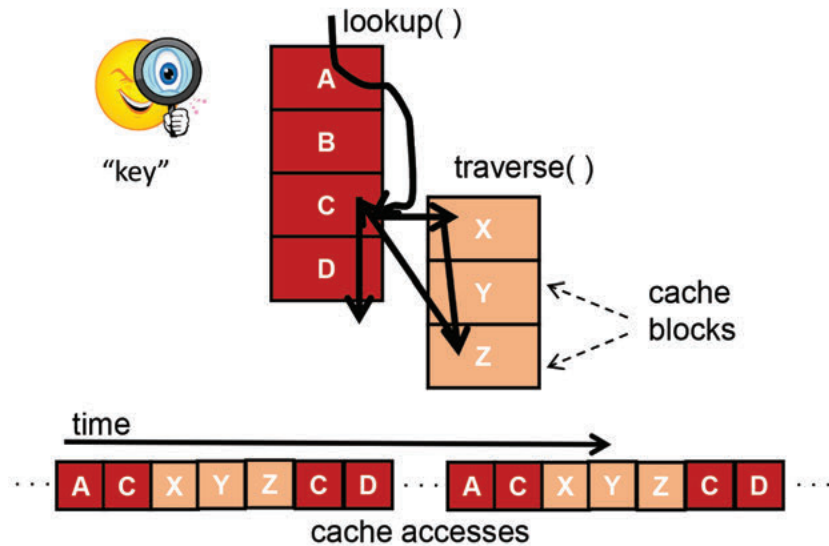 lookup( )
A
B
C
D
“key”
traverse( )
X
Y
Z
cache
blocks
time
··· A C X Y Z C D ··· A C X Y Z C D ···
cache accesses